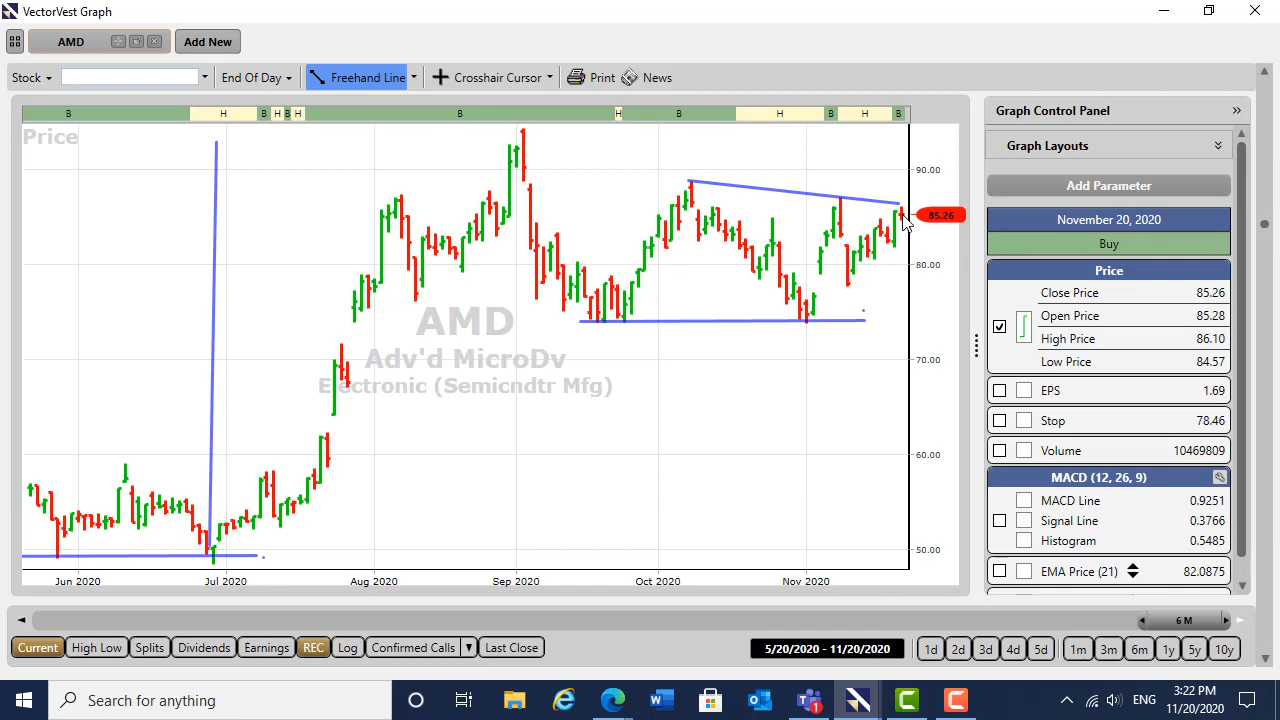 VectorVest Graph
AMD
Add New
Stock
End Of Day
Freehand Line
Crosshair Cursor
Print
News
B H B H B H B H B H B H B
Price
AMD
Adv'd MicroDv
Electronic (Semicndtr Mfg)
90.00
85.26
80.00
70.00
60.00
50.00
Jun 2020 Jul 2020 Aug 2020 Sep 2020 Oct 2020 Nov 2020
Graph Control Panel
Graph Layouts
Add Parameter
November 20, 2020
Buy
Price
Close Price 85.26
Open Price 85.28
High Price 86.10
Low Price 84.57
EPS 1.69
Stop 78.46
Volume 10469809
MACD (12, 26, 9)
MACD Line 0.9251
Signal Line 0.3766
Histogram 0.5485
EMA Price (21) 82.0875
6 M
Current High Low Splits Dividends Earnings REC Log Confirmed Calls Last Close 5/20/2020 - 11/20/2020 1d 2d 3d 4d 5d 1m 3m 6m 1y 5y 10y
Search for anything
1
ENG
3:22 PM
11/20/2020